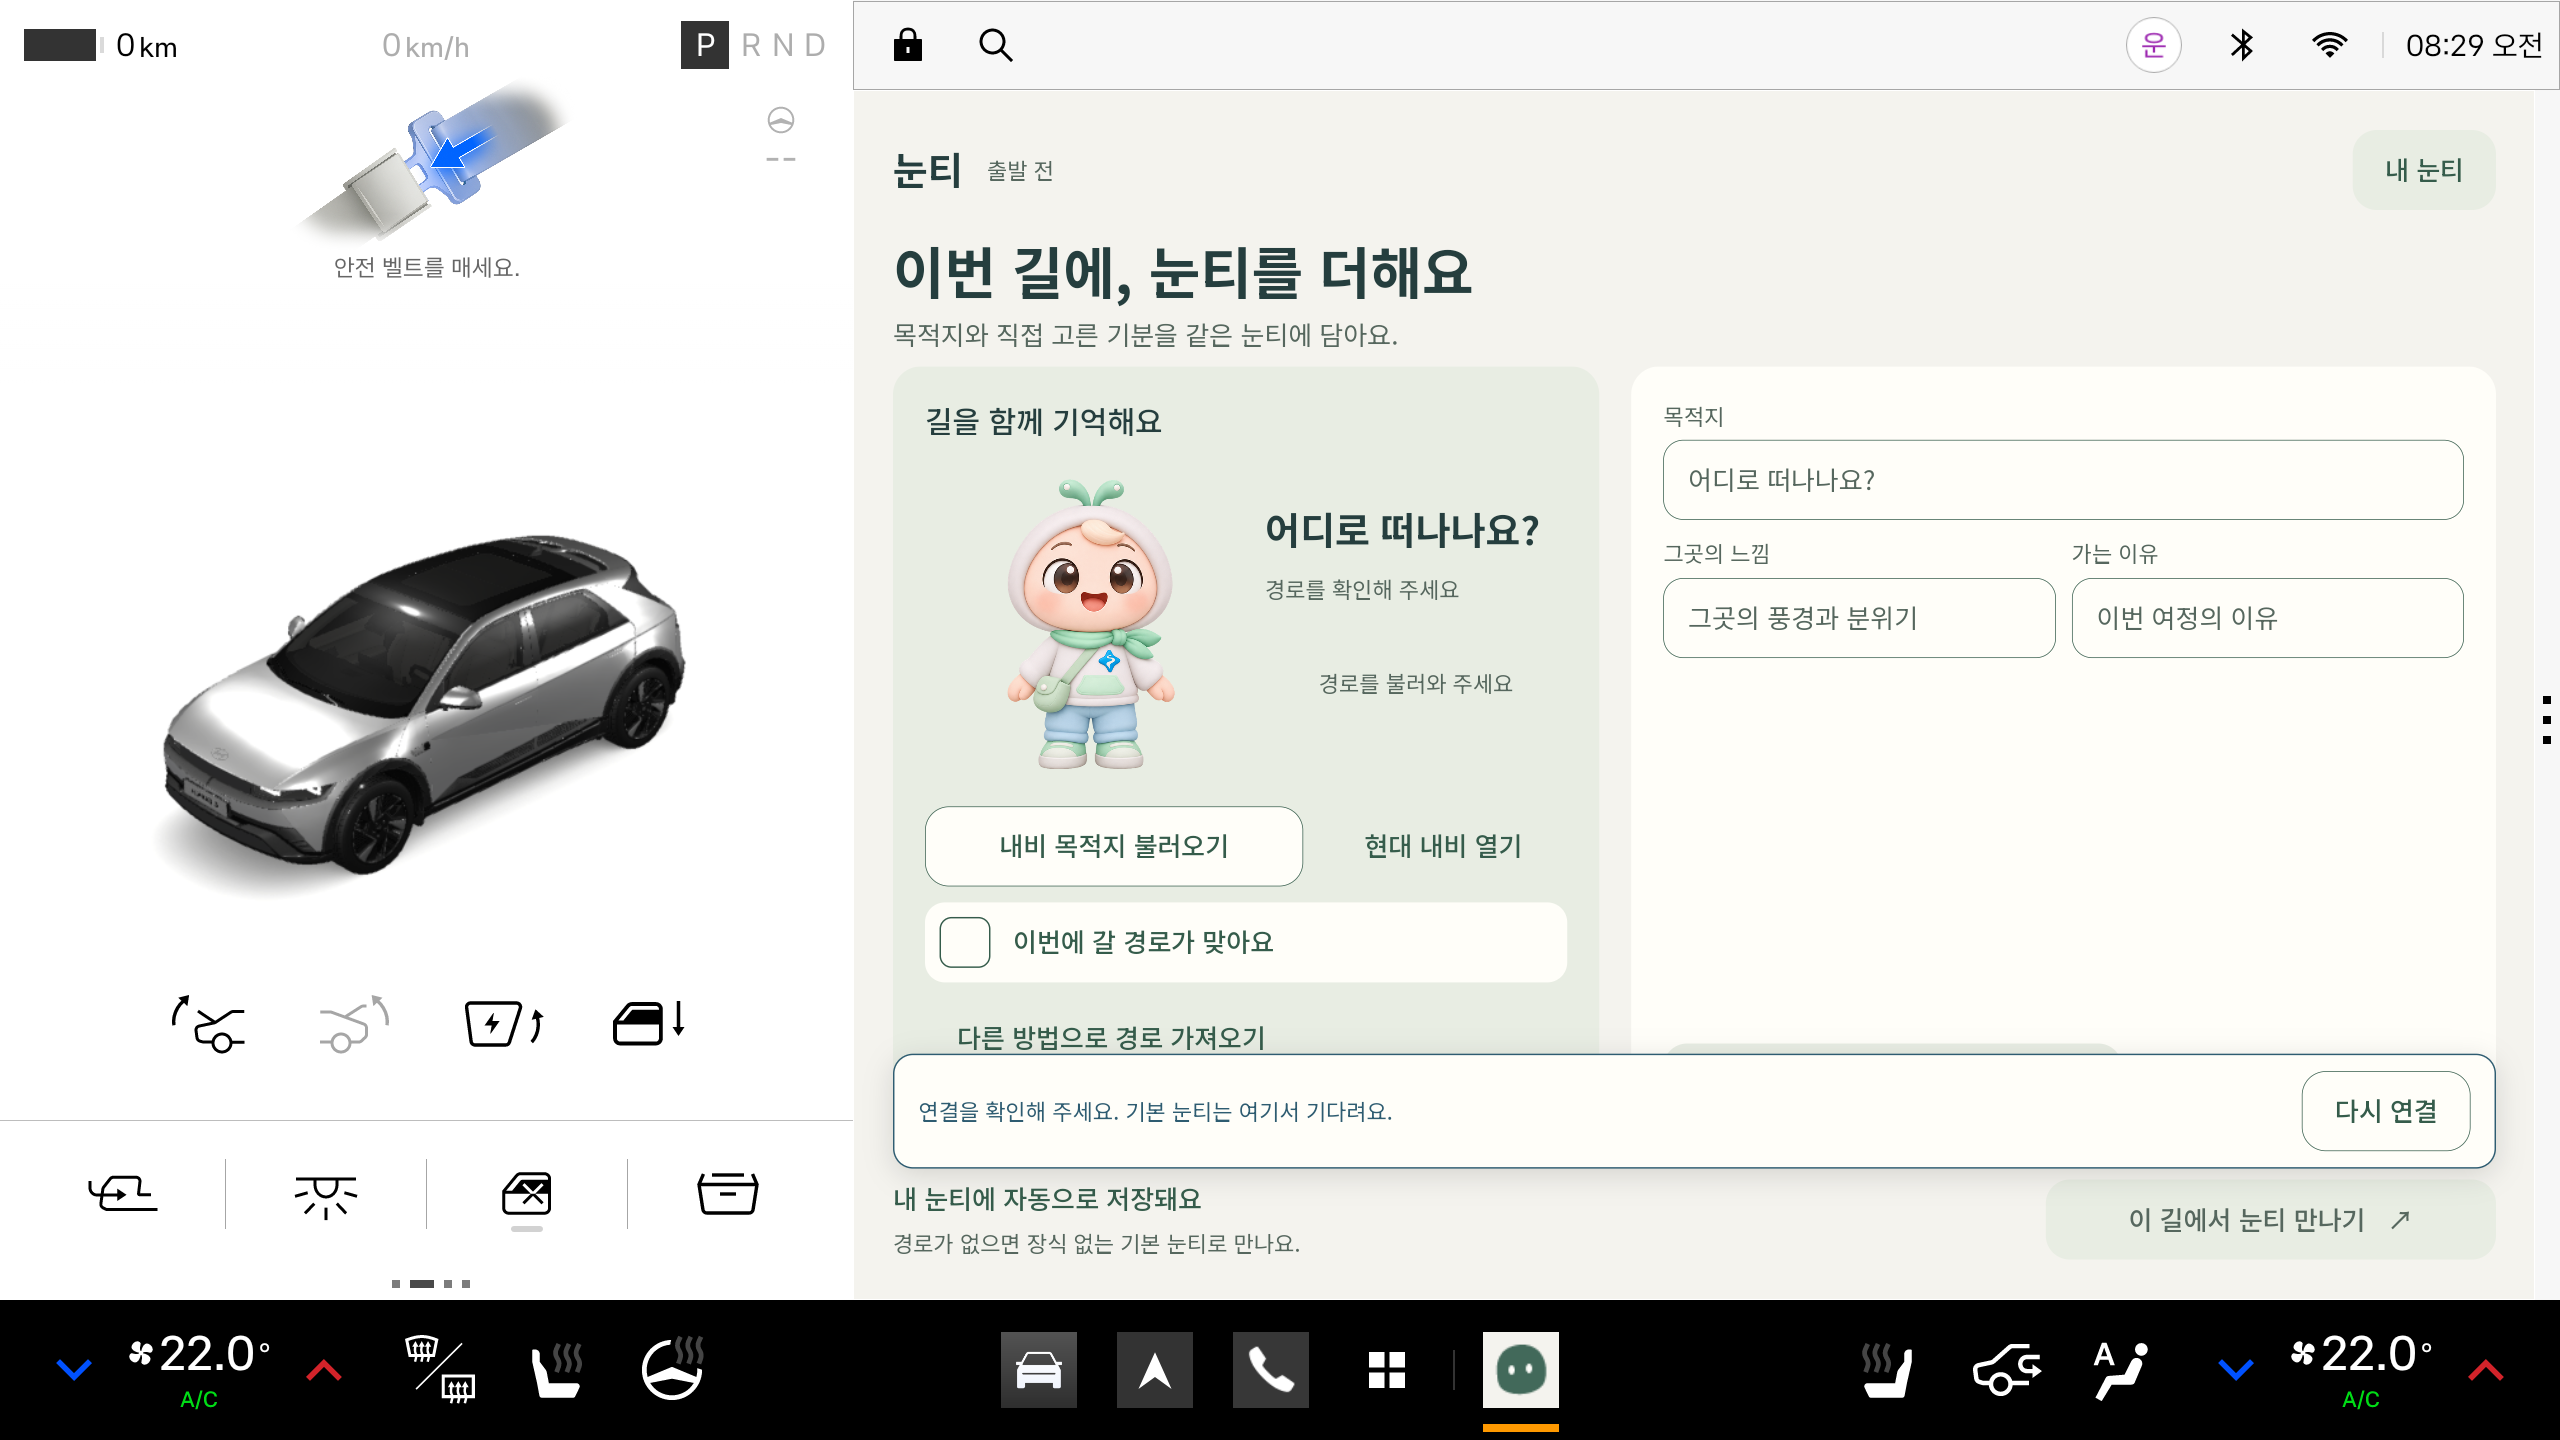 0 km
0 km/h
P R N D
운
08:29 오전
안전 벨트를 매세요.
--
눈티
출발 전
내 눈티
이번 길에, 눈티를 더해요
목적지와 직접 고른 기분을 같은 눈티에 담아요.
길을 함께 기억해요
어디로 떠나나요?
경로를 확인해 주세요
경로를 불러와 주세요
내비 목적지 불러오기
현대 내비 열기
이번에 갈 경로가 맞아요
다른 방법으로 경로 가져오기
목적지
어디로 떠나나요?
그곳의 느낌
가는 이유
그곳의 풍경과 분위기
이번 여정의 이유
연결을 확인해 주세요. 기본 눈티는 여기서 기다려요.
다시 연결
내 눈티에 자동으로 저장돼요
경로가 없으면 장식 없는 기본 눈티로 만나요.
이 길에서 눈티 만나기 ↗
22.0°
A/C
A
22.0°
A/C